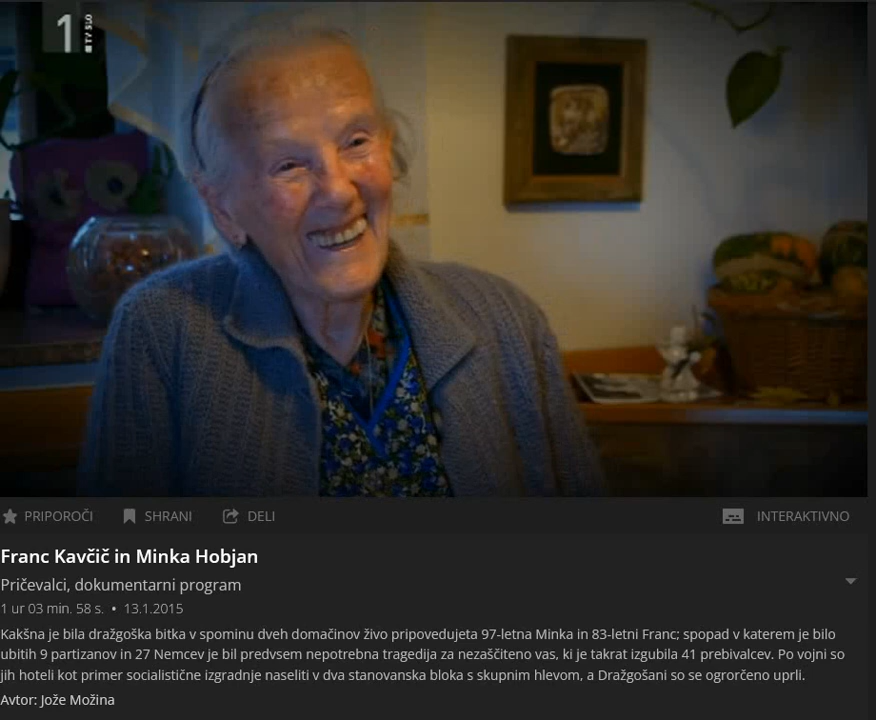 1 TV SLO
PRIPOROČI SHRANI DELI INTERAKTIVNO
Franc Kavčič in Minka Hobjan
Pričevalci, dokumentarni program
1 ur 03 min. 58 s. • 13.1.2015
Kakšna je bila dražgoška bitka v spominu dveh domačinov živo pripovedujeta 97-letna Minka in 83-letni Franc; spopad v katerem je bilo
ubitih 9 partizanov in 27 Nemcev je bil predvsem nepotrebna tragedija za nezaščiteno vas, ki je takrat izgubila 41 prebivalcev. Po vojni so
jih hoteli kot primer socialistične izgradnje naseliti v dva stanovanska bloka s skupnim hlevom, a Dražgošani so se ogrorčeno uprli.
Avtor: Jože Možina